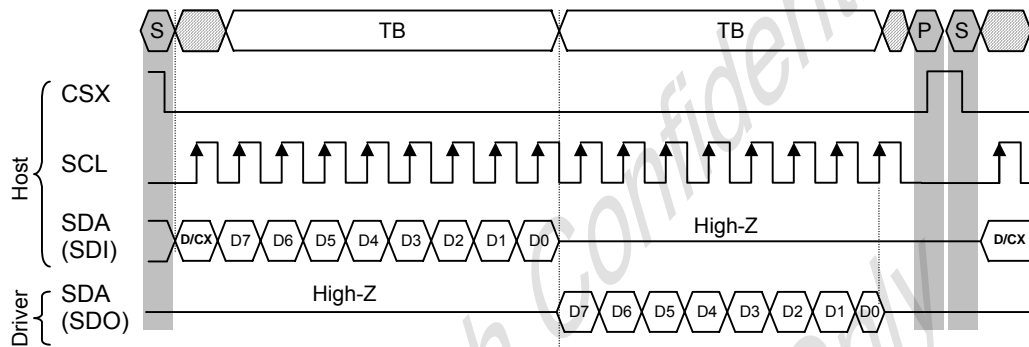 S TB TB P S
CSX
SCL
SDA
(SDI)
D/CX D7 D6 D5 D4 D3 D2 D1 D0 High-Z D/CX
Host
SDA
(SDO)
High-Z D7 D6 D5 D4 D3 D2 D1 D0
Driver
only